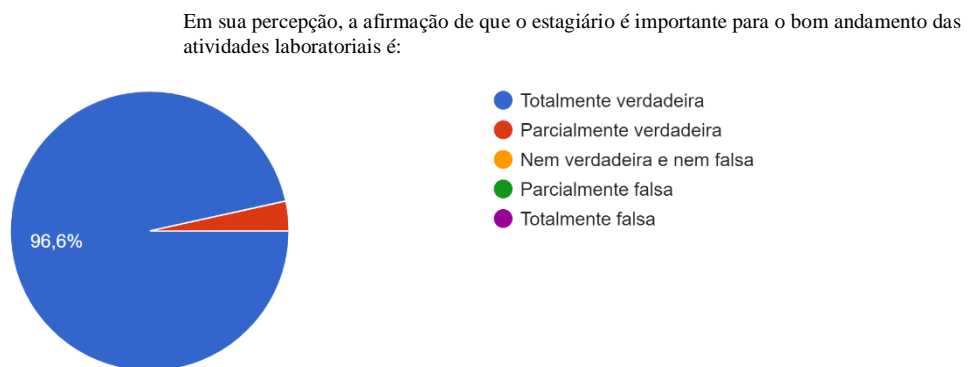 Em sua percepção, a afirmação de que o estagiário é importante para o bom andamento das
atividades laboratoriais é:
Totalmente verdadeira
Parcialmente verdadeira
Nem verdadeira e nem falsa
Parcialmente falsa
Totalmente falsa
96,6%